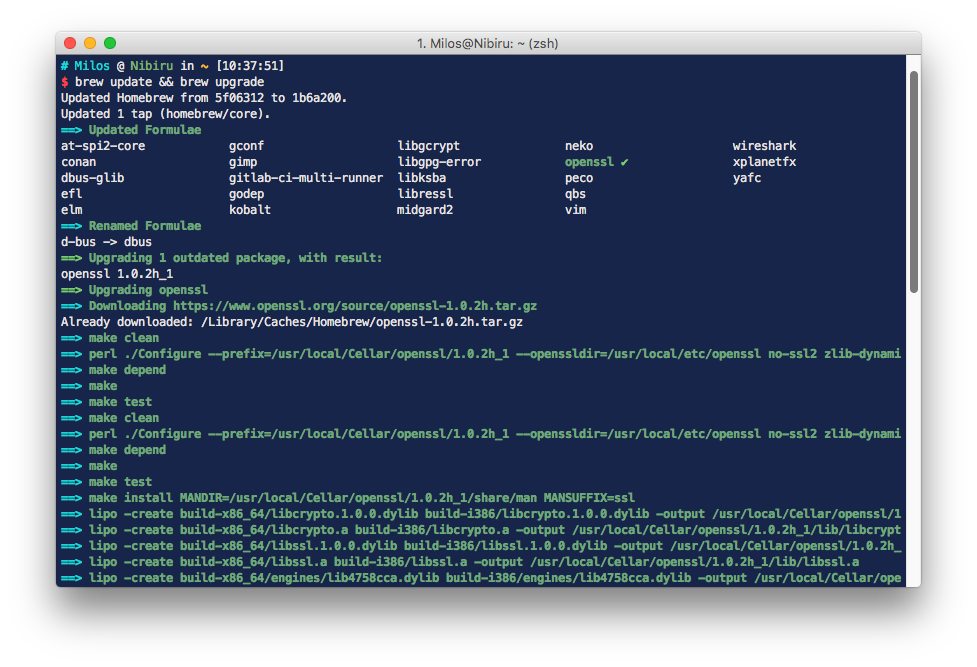 1. Milos@Nibiru: ~ (zsh)
# Milos @ Nibiru in ~ [10:37:51]
$ brew update && brew upgrade
Updated Homebrew from 5f06312 to 1b6a200.
Updated 1 tap (homebrew/core).
==> Updated Formulae
at-spi2-core gconf libgcrypt neko wireshark
conan gimp libgpg-error openssl ✔ xplanetfx
dbus-glib gitlab-ci-multi-runner libksba peco yafc
efl godep libressl qbs
elm kobalt midgard2 vim
==> Renamed Formulae
d-bus -> dbus
==> Upgrading 1 outdated package, with result:
openssl 1.0.2h_1
==> Upgrading openssl
==> Downloading https://www.openssl.org/source/openssl-1.0.2h.tar.gz
Already downloaded: /Library/Caches/Homebrew/openssl-1.0.2h.tar.gz
==> make clean
==> perl ./Configure --prefix=/usr/local/Cellar/openssl/1.0.2h_1 --openssldir=/usr/local/etc/openssl no-ssl2 zlib-dynami
==> make depend
==> make
==> make test
==> make clean
==> perl ./Configure --prefix=/usr/local/Cellar/openssl/1.0.2h_1 --openssldir=/usr/local/etc/openssl no-ssl2 zlib-dynami
==> make depend
==> make
==> make test
==> make install MANDIR=/usr/local/Cellar/openssl/1.0.2h_1/share/man MANSUFFIX=ssl
==> lipo -create build-x86_64/libcrypto.1.0.0.dylib build-i386/libcrypto.1.0.0.dylib -output /usr/local/Cellar/openssl/1
==> lipo -create build-x86_64/libcrypto.a build-i386/libcrypto.a -output /usr/local/Cellar/openssl/1.0.2h_1/lib/libcrypt
==> lipo -create build-x86_64/libssl.1.0.0.dylib build-i386/libssl.1.0.0.dylib -output /usr/local/Cellar/openssl/1.0.2h_
==> lipo -create build-x86_64/libssl.a build-i386/libssl.a -output /usr/local/Cellar/openssl/1.0.2h_1/lib/libssl.a
==> lipo -create build-x86_64/engines/lib4758cca.dylib build-i386/engines/lib4758cca.dylib -output /usr/local/Cellar/ope